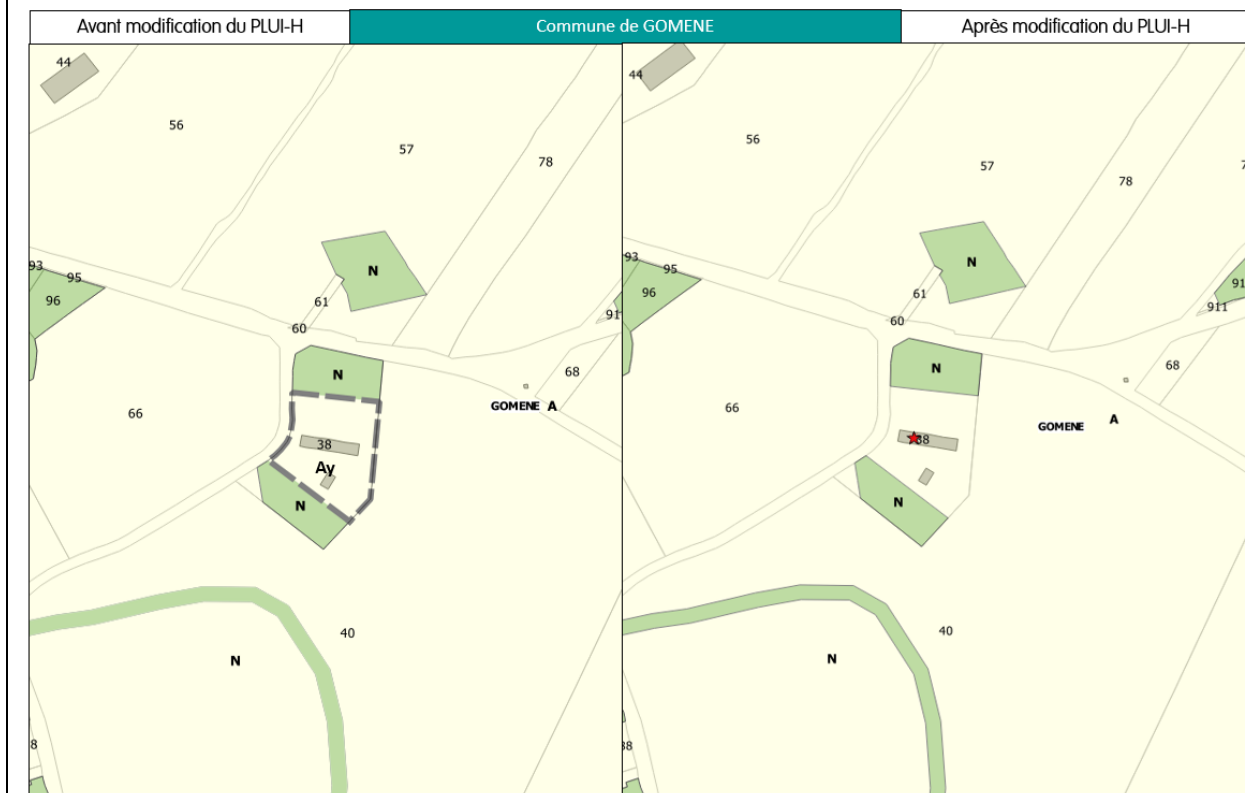 Avant modification du PLUI-H
Commune de GOMENE
Après modification du PLUI-H
44
56
57
78
93
95
96
N
61
60
91
N
68
66
GOMENE A
38
Ay
N
40
N
8
44
56
57
78
7
93
95
96
N
61
60
91
911
N
68
66
GOMENE
A
38
N
40
N
38